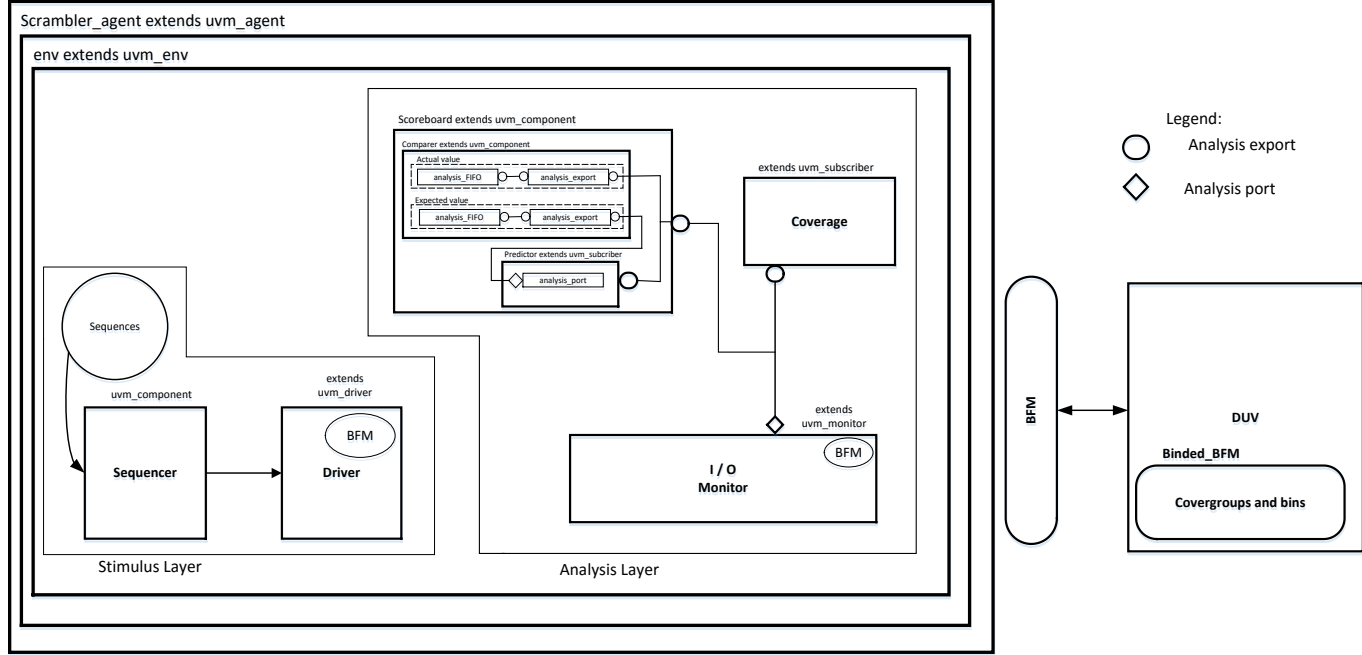 Scrambler_agent extends uvm_agent
env extends uvm_env
Scoreboard extends uvm_component
Comparer extends uvm_component
Actual value
analysis_FIFO
analysis_export
Expected value
analysis_FIFO
analysis_export
Predictor extends uvm_subcriber
analysis_port
extends uvm_subscriber
Coverage
Sequences
uvm_component
Sequencer
extends
uvm_driver
BFM
Driver
Stimulus Layer
extends
uvm_monitor
BFM
I / O
Monitor
Analysis Layer
Legend:
Analysis export
Analysis port
BFM
DUV
Binded_BFM
Covergroups and bins